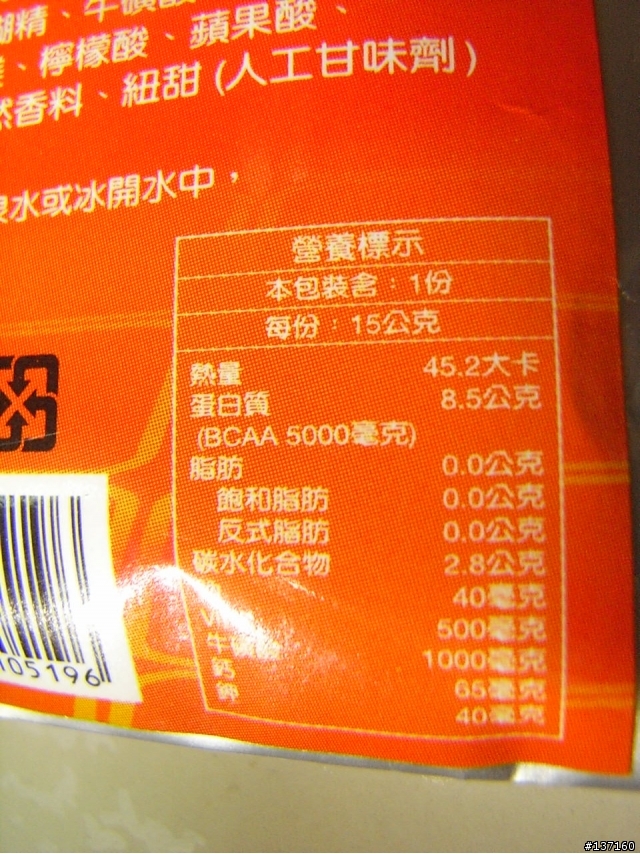 糊精、牛磺酸
、檸檬酸、蘋果酸、
然香料、紐甜(人工甘味劑)
水或冰開水中，
營養標示
本包裝含：1份
每份：15公克
熱量 45.2大卡
蛋白質 8.5公克
(BCAA 5000毫克)
脂肪 0.0公克
飽和脂肪 0.0公克
反式脂肪 0.0公克
碳水化合物 2.8公克
40毫克
500毫克
牛磺酸 1000毫克
鈣 65毫克
鉀 40毫克
105196
#137160